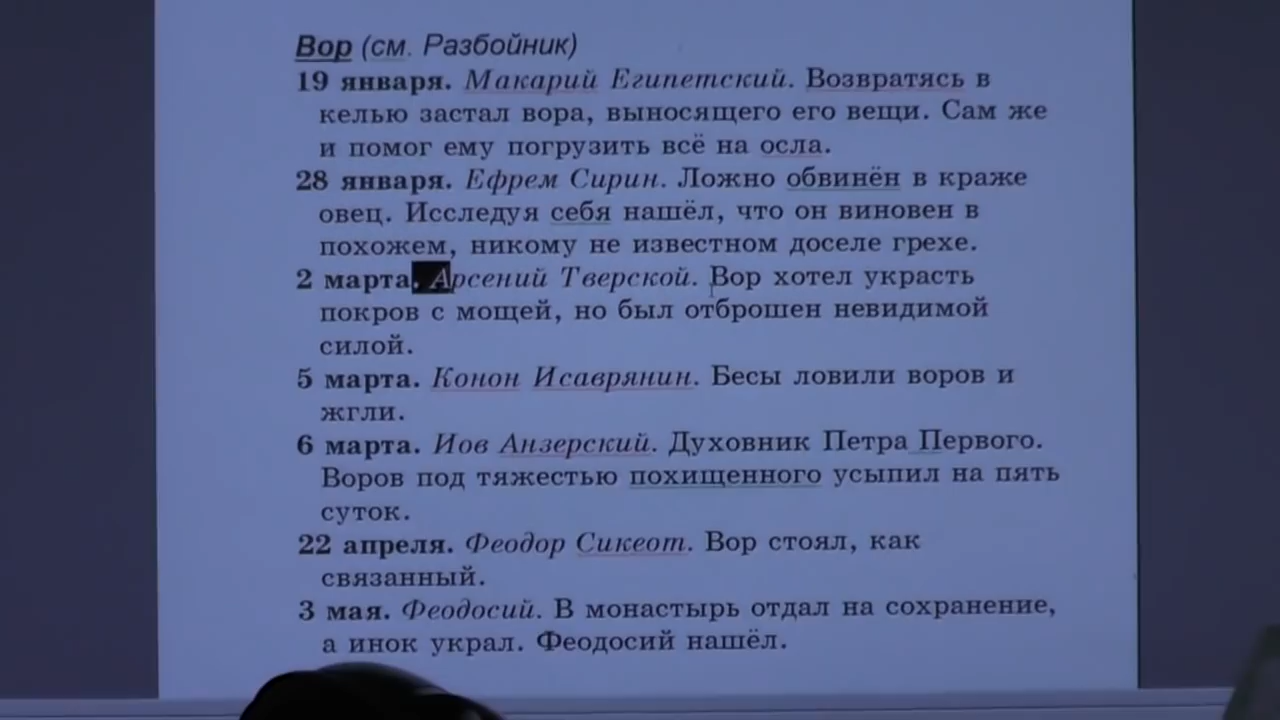 Вор (см. Разбойник)
19 января. Макарий Египетский. Возвратясь в
келью застал вора, выносящего его вещи. Сам же
и помог ему погрузить всё на осла.
28 января. Ефрем Сирин. Ложно обвинён в краже
овец. Исследуя себя нашёл, что он виновен в
похожем, никому не известном доселе грехе.
2 марта. Арсений Тверской. Вор хотел украсть
покров с мощей, но был отброшен невидимой
силой.
5 марта. Конон Исаврянин. Бесы ловили воров и
жгли.
6 марта. Иов Анзерский. Духовник Петра Первого.
Воров под тяжестью похищенного усыпил на пять
суток.
22 апреля. Феодор Сикеот. Вор стоял, как
связанный.
3 мая. Феодосий. В монастырь отдал на сохранение,
а инок украл. Феодосий нашёл.